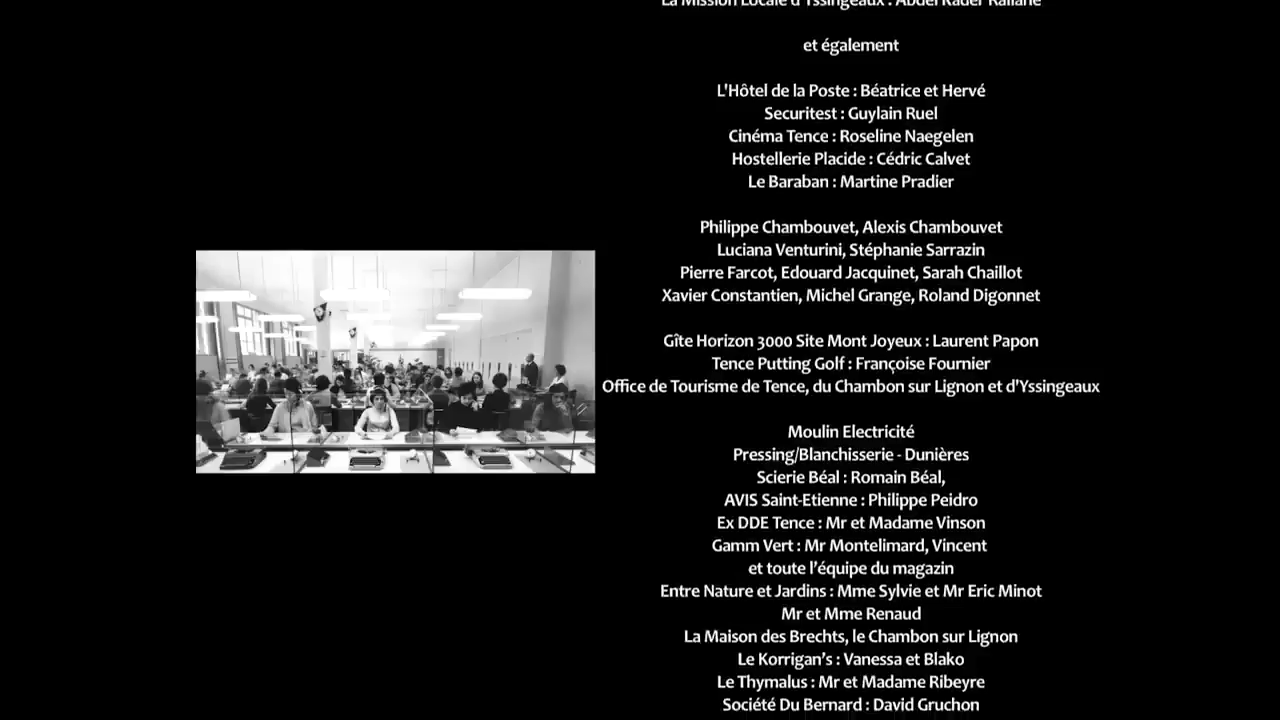 La Mission Locale d'Yssingeaux : Abdel Kader Railane
et également
L'Hôtel de la Poste : Béatrice et Hervé
Securitest : Guylain Ruel
Cinéma Tence : Roseline Naegelen
Hostellerie Placide : Cédric Calvet
Le Baraban : Martine Pradier
Philippe Chambouvet, Alexis Chambouvet
Luciana Venturini, Stéphanie Sarrazin
Pierre Farcot, Edouard Jacquinet, Sarah Chaillot
Xavier Constantien, Michel Grange, Roland Digonnet
Gîte Horizon 3000 Site Mont Joyeux : Laurent Papon
Tence Putting Golf : Françoise Fournier
Office de Tourisme de Tence, du Chambon sur Lignon et d'Yssingeaux
Moulin Electricité
Pressing/Blanchisserie - Dunières
Scierie Béal : Romain Béal,
AVIS Saint-Etienne : Philippe Peidro
Ex DDE Tence : Mr et Madame Vinson
Gamm Vert : Mr Montelimard, Vincent
et toute l’équipe du magazin
Entre Nature et Jardins : Mme Sylvie et Mr Eric Minot
Mr et Mme Renaud
La Maison des Brechts, le Chambon sur Lignon
Le Korrigan’s : Vanessa et Blako
Le Thymalus : Mr et Madame Ribeyre
Société Du Bernard : David Gruchon